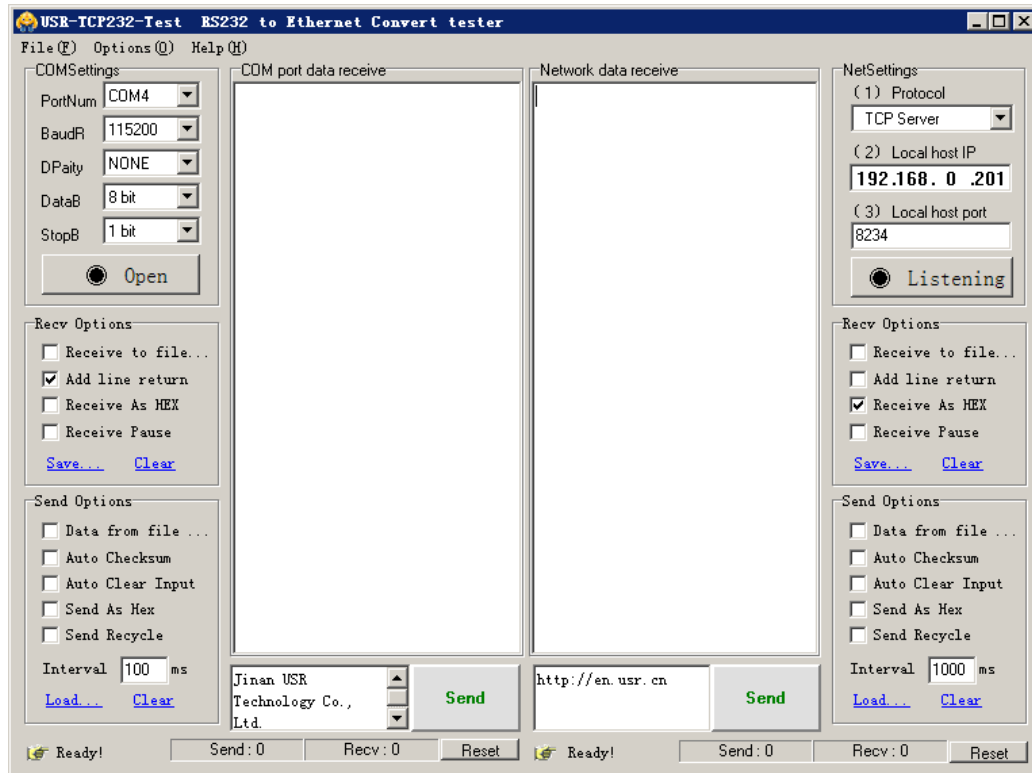 USR-TCP232-Test  RS232 to Ethernet Convert tester
File(F)  Options(O)  Help(H)
COMSettings
PortNum COM4
BaudR 115200
DPaity NONE
DataB 8 bit
StopB 1 bit
Open
Recv Options
Receive to file...
Add line return
Receive As HEX
Receive Pause
Save... Clear
Send Options
Data from file ...
Auto Checksum
Auto Clear Input
Send As Hex
Send Recycle
Interval 100 ms
Load... Clear
COM port data receive
Jinan USR
Technology Co.,
Ltd.
Send
Network data receive
http://en.usr.cn
Send
NetSettings
(1) Protocol
TCP Server
(2) Local host IP
192.168. 0 .201
(3) Local host port
8234
Listening
Recv Options
Receive to file...
Add line return
Receive As HEX
Receive Pause
Save... Clear
Send Options
Data from file ...
Auto Checksum
Auto Clear Input
Send As Hex
Send Recycle
Interval 1000 ms
Load... Clear
Ready! Send : 0 Recv : 0 Reset Ready! Send : 0 Recv : 0 Reset